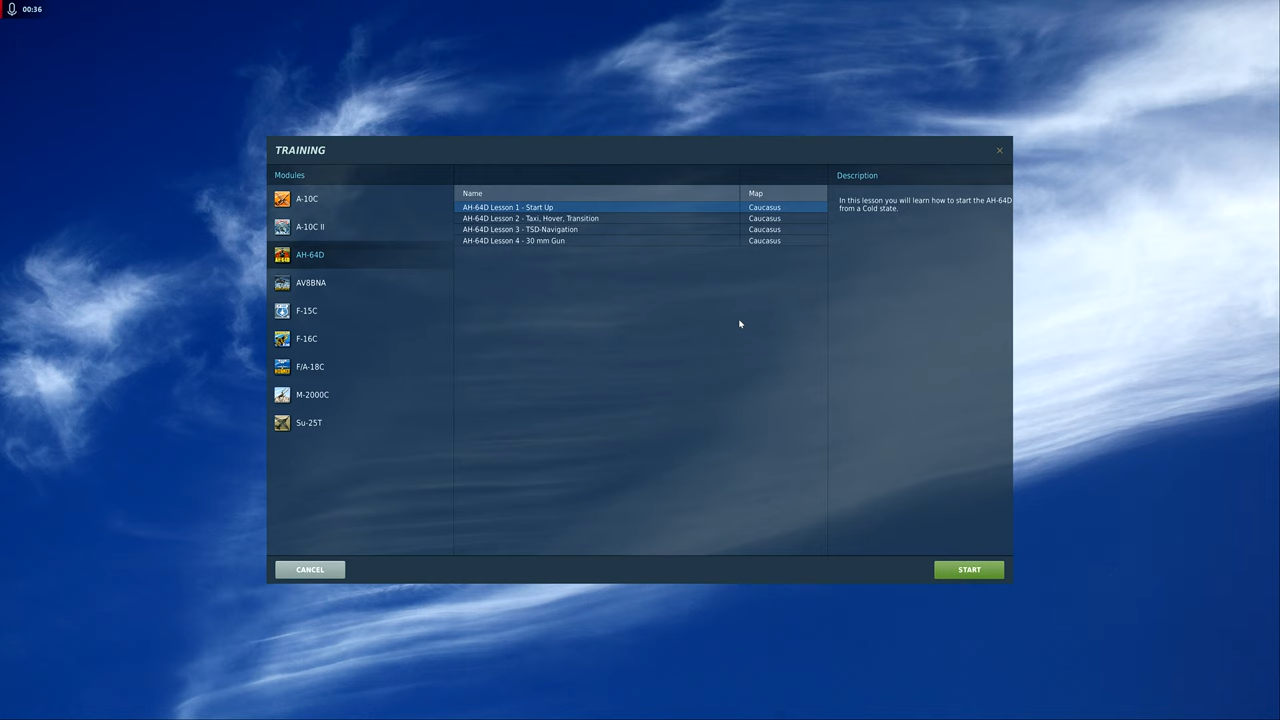 00:36
TRAINING
×
Modules
Description
A-10C
A-10C II
AH-64D
AV8BNA
F-15C
F-16C
F/A-18C
M-2000C
Su-25T
Name Map
AH-64D Lesson 1 - Start Up Caucasus
AH-64D Lesson 2 - Taxi, Hover, Transition Caucasus
AH-64D Lesson 3 - TSD-Navigation Caucasus
AH-64D Lesson 4 - 30 mm Gun Caucasus
In this lesson you will learn how to start the AH-64D
from a Cold state.
CANCEL
START